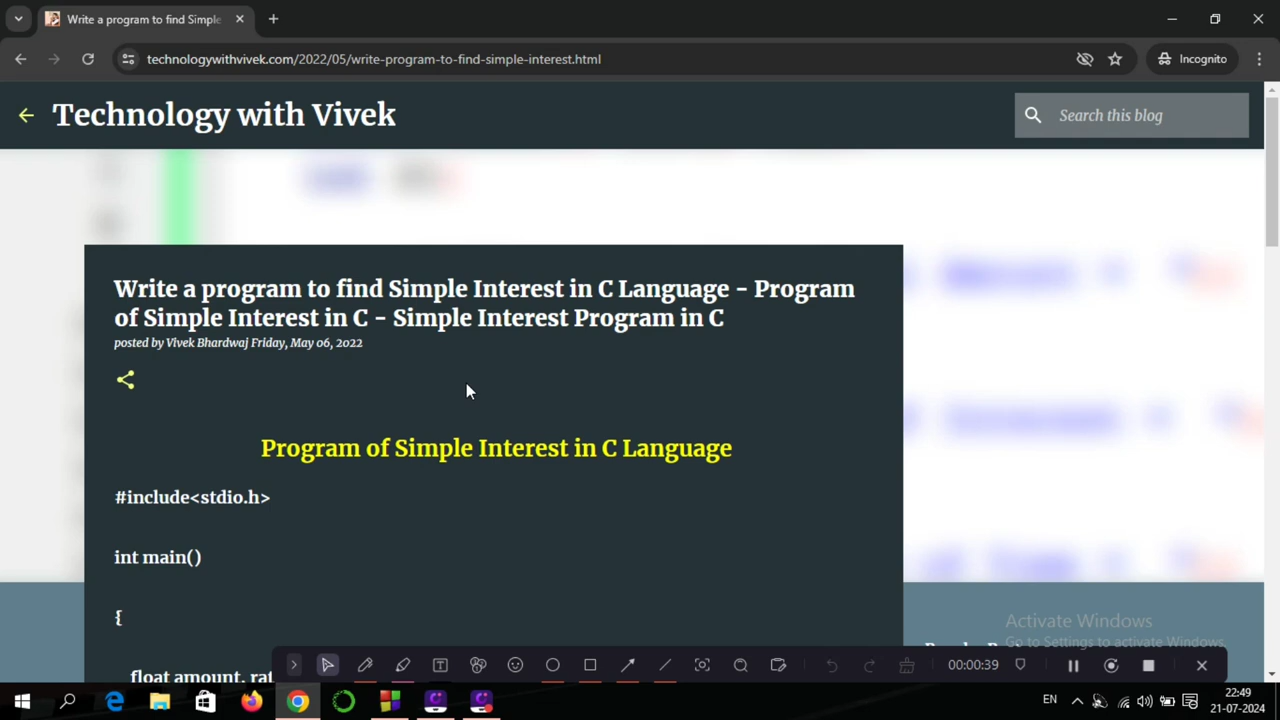 Write a program to find Simple
technologywithvivek.com/2022/05/write-program-to-find-simple-interest.html
Incognito
Technology with Vivek
Search this blog
Write a program to find Simple Interest in C Language - Program
of Simple Interest in C - Simple Interest Program in C
posted by Vivek Bhardwaj Friday, May 06, 2022
Program of Simple Interest in C Language
#include<stdio.h>
int main()
{
float amount, rat
Activate Windows
Go to Settings to activate Windows.
00:00:39
EN
22:49
21-07-2024